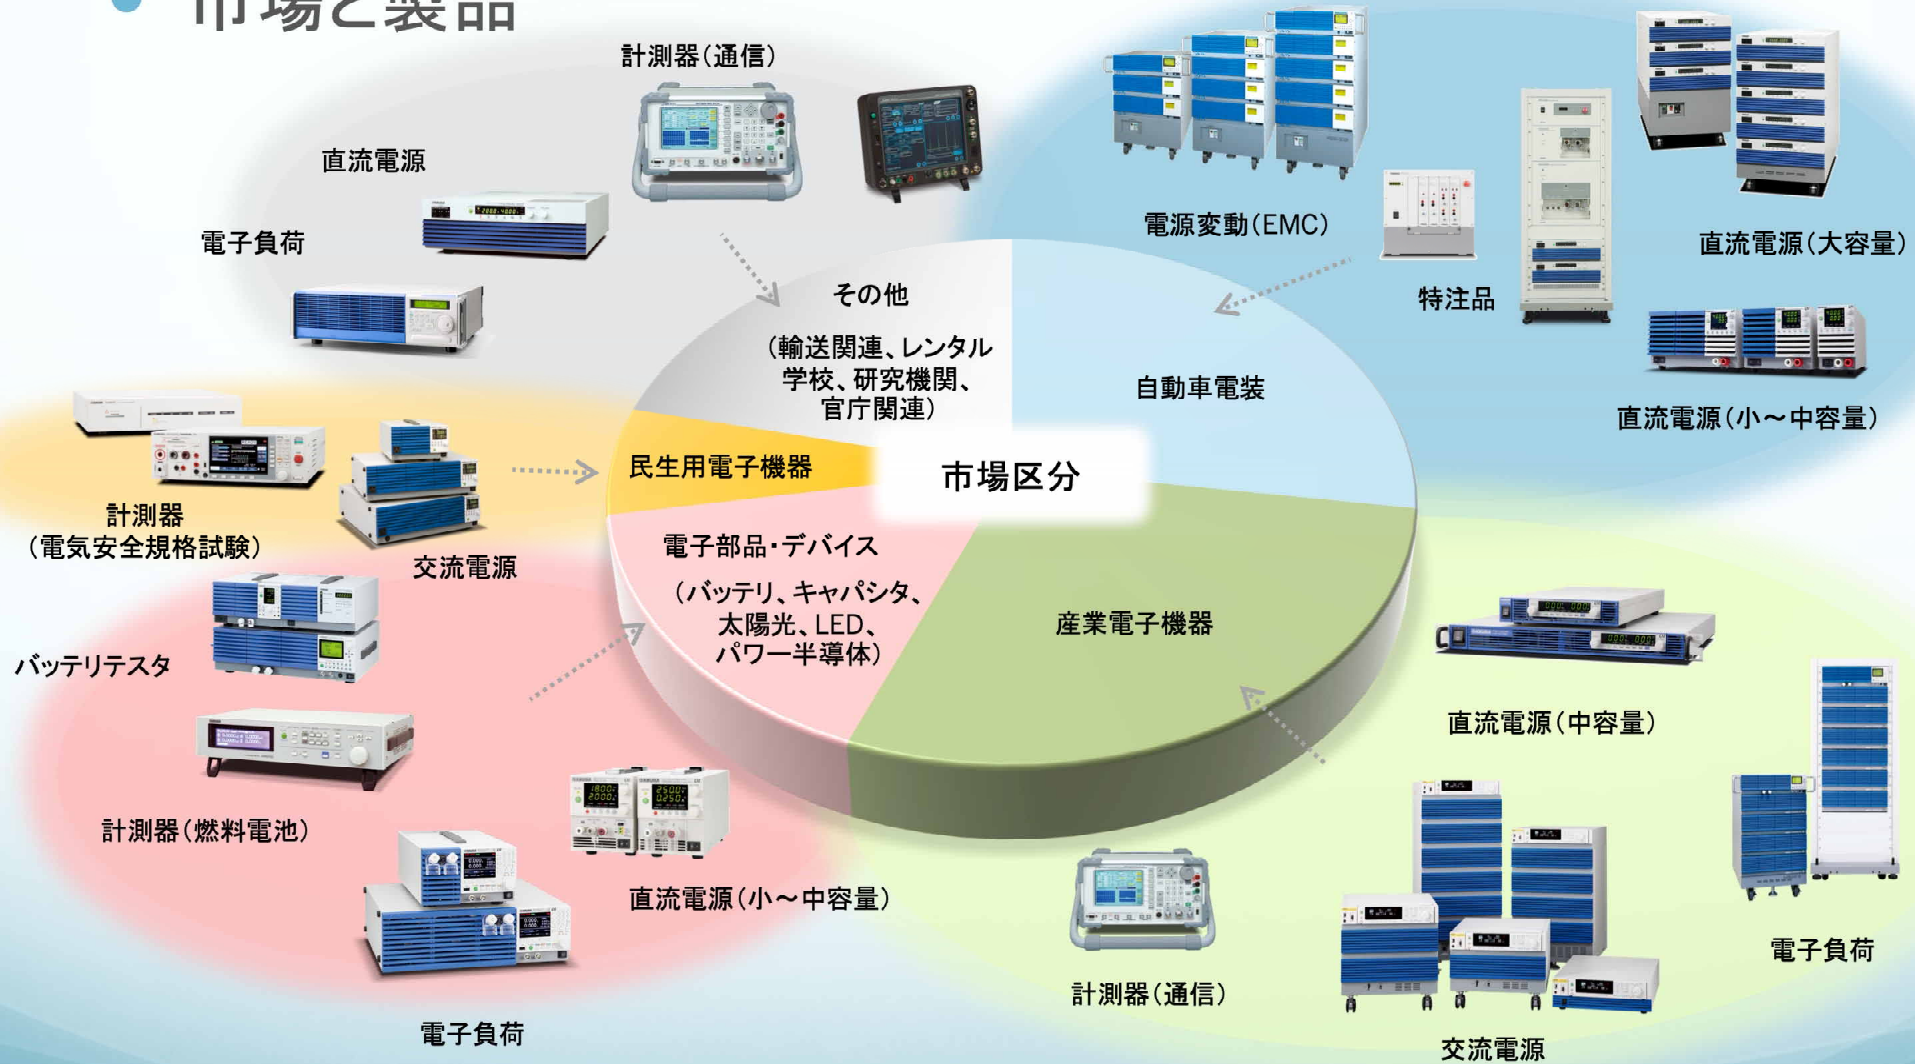 市場と製品
計測器(通信)
直流電源
電子負荷
電源変動(EMC)
特注品
直流電源(大容量)
直流電源(小～中容量)
その他
(輸送関連、レンタル
学校、研究機関、
官庁関連)
自動車電装
民生用電子機器
市場区分
計測器
(電気安全規格試験)
交流電源
電子部品・デバイス
(バッテリ、キャパシタ、
太陽光、LED、
パワー半導体)
産業電子機器
バッテリテスタ
計測器(燃料電池)
直流電源(小～中容量)
電子負荷
直流電源(中容量)
電子負荷
計測器(通信)
交流電源